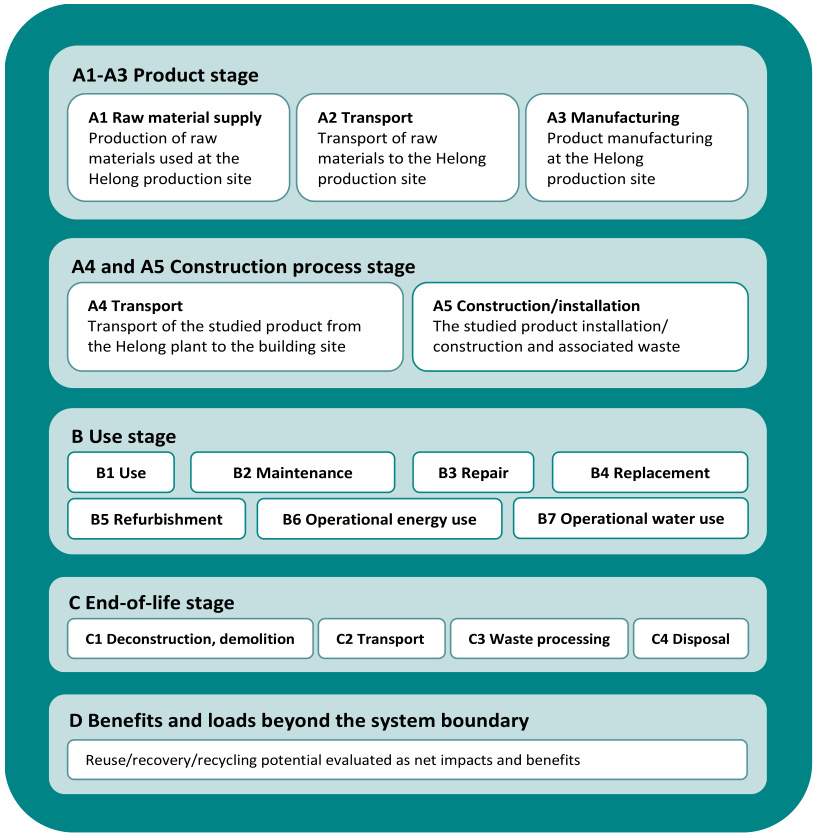 A1-A3 Product stage
A1 Raw material supply
Production of raw
materials used at the
Helong production site
A2 Transport
Transport of raw
materials to the Helong
production site
A3 Manufacturing
Product manufacturing
at the Helong
production site
A4 and A5 Construction process stage
A4 Transport
Transport of the studied product from
the Helong plant to the building site
A5 Construction/installation
The studied product installation/
construction and associated waste
B Use stage
B1 Use
B2 Maintenance
B3 Repair
B4 Replacement
B5 Refurbishment
B6 Operational energy use
B7 Operational water use
C End-of-life stage
C1 Deconstruction, demolition
C2 Transport
C3 Waste processing
C4 Disposal
D Benefits and loads beyond the system boundary
Reuse/recovery/recycling potential evaluated as net impacts and benefits